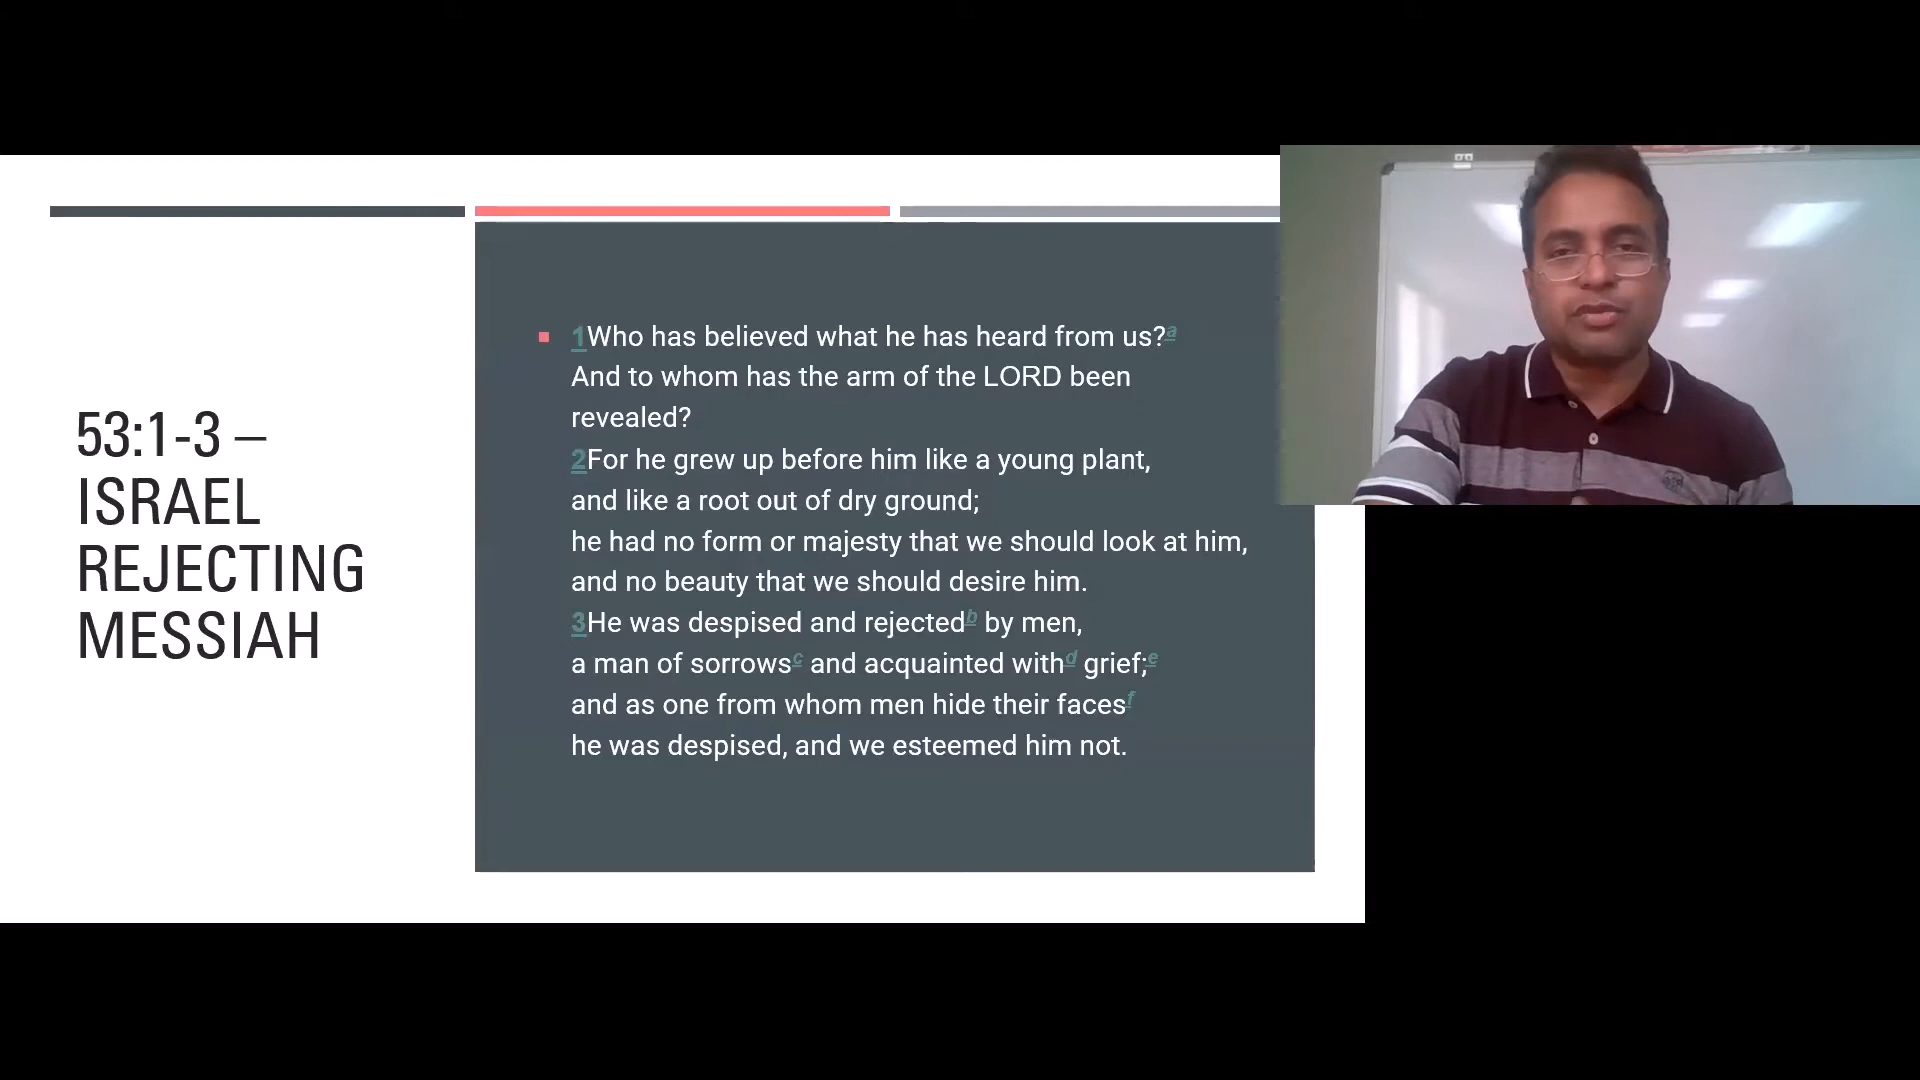 53:1-3 –
ISRAEL
REJECTING
MESSIAH
1Who has believed what he has heard from us?a
And to whom has the arm of the LORD been
revealed?
2For he grew up before him like a young plant,
and like a root out of dry ground;
he had no form or majesty that we should look at him,
and no beauty that we should desire him.
3He was despised and rejectedb by men,
a man of sorrowsc and acquainted withd grief;e
and as one from whom men hide their facesf
he was despised, and we esteemed him not.